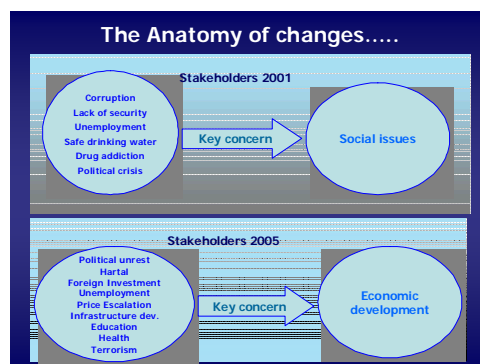 The Anatomy of changes.....
Stakeholders 2001
Corruption
Lack of security
Unemployment
Safe drinking water
Drug addiction
Political crisis
Key concern
Social issues
Stakeholders 2005
Political unrest
Hartal
Foreign Investment
Unemployment
Price Escalation
Infrastructure dev.
Education
Health
Terrorism
Key concern
Economic
development